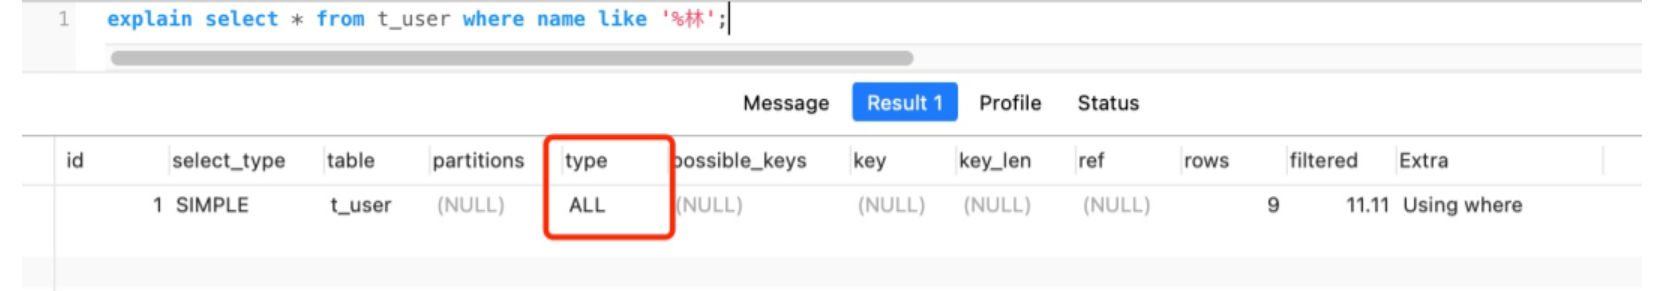 1 explain select * from t_user where name like '%林';
Message Result 1 Profile Status
id select_type table partitions type possible_keys key key_len ref rows filtered Extra
1 SIMPLE t_user (NULL) ALL (NULL) (NULL) (NULL) (NULL) 9 11.11 Using where